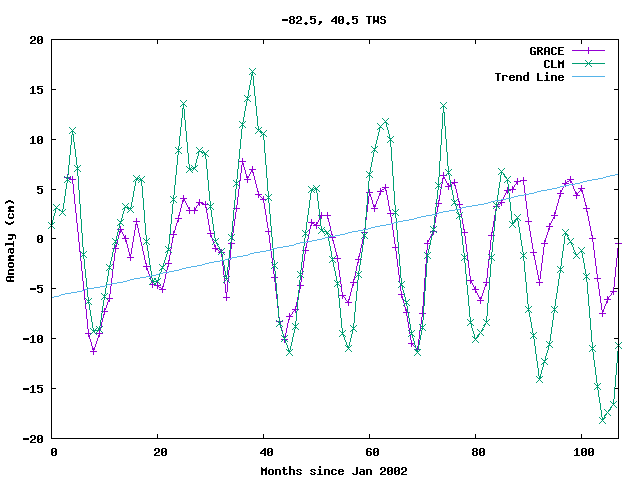 -82.5, 40.5 TWS
GRACE
CLM
Trend Line
20
15
10
5
0
-5
-10
-15
-20
Anomaly (cm)
0 20 40 60 80 100
Months since Jan 2002